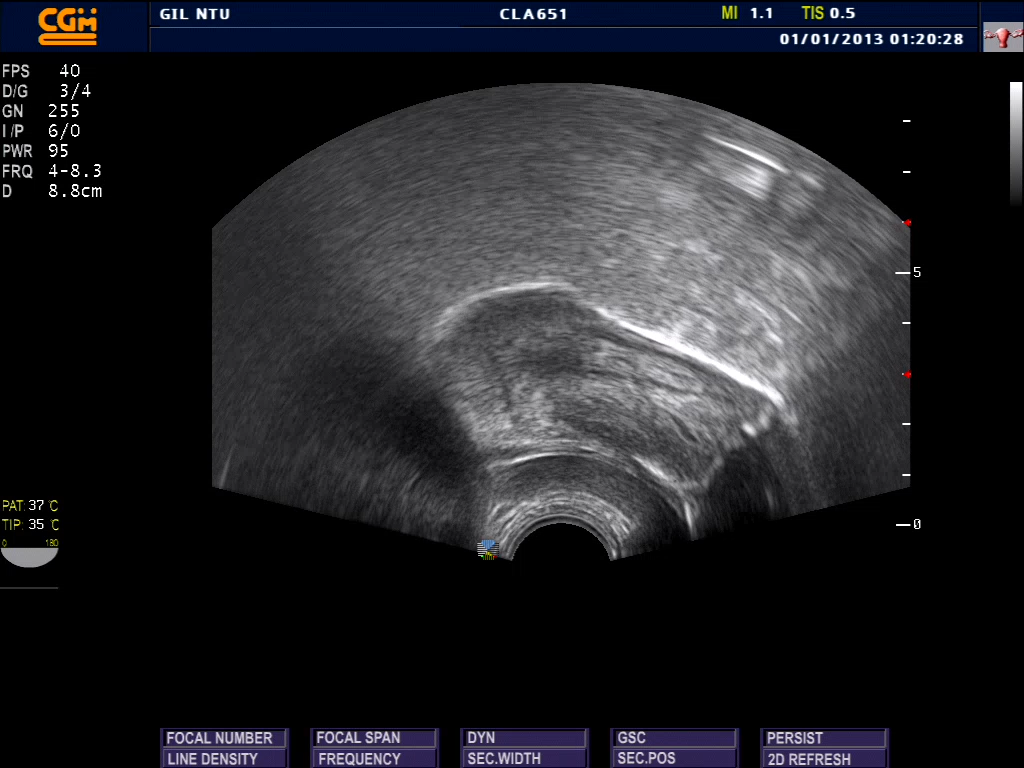 CGM
GIL NTU
CLA651
MI 1.1 TIS 0.5
01/01/2013 01:20:28
FPS 40
D/G 3/4
GN 255
I/P 6/0
PWR 95
FRQ 4-8.3
D 8.8cm
5
PAT: 37 °C
TIP: 35 °C
0 180
0
FOCAL NUMBER
LINE DENSITY
FOCAL SPAN
FREQUENCY
DYN
SEC.WIDTH
GSC
SEC.POS
PERSIST
2D REFRESH